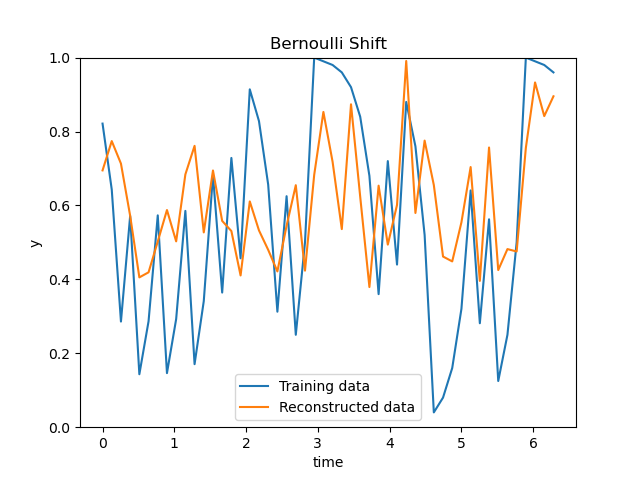 Bernoulli Shift
1.0
0.8
0.6
0.4
0.2
0.0
y
Training data
Reconstructed data
0 1 2 3 4 5 6
time